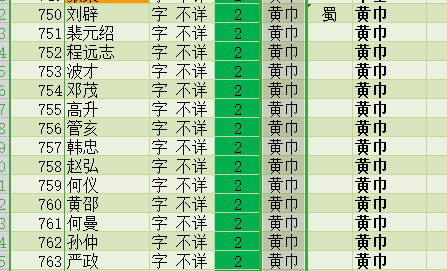 750 刘辟 字 不详 2 黄巾 蜀 黄巾
751 裴元绍 字 不详 2 黄巾 黄巾
752 程远志 字 不详 2 黄巾 黄巾
753 波才 字 不详 2 黄巾 黄巾
754 邓茂 字 不详 2 黄巾 黄巾
755 高升 字 不详 2 黄巾 黄巾
756 管亥 字 不详 2 黄巾 黄巾
757 韩忠 字 不详 2 黄巾 黄巾
758 赵弘 字 不详 2 黄巾 黄巾
759 何仪 字 不详 2 黄巾 黄巾
760 黄邵 字 不详 2 黄巾 黄巾
761 何曼 字 不详 2 黄巾 黄巾
762 孙仲 字 不详 2 黄巾 黄巾
763 严政 字 不详 2 黄巾 黄巾